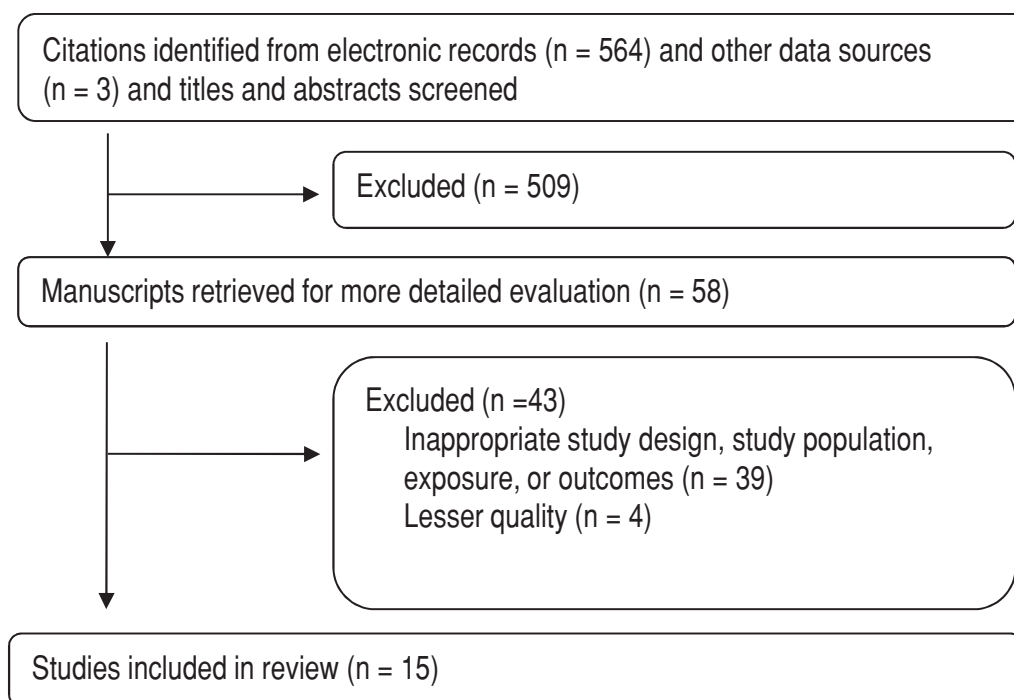 Citations identified from electronic records (n = 564) and other data sources
(n = 3) and titles and abstracts screened
Excluded (n = 509)
Manuscripts retrieved for more detailed evaluation (n = 58)
Excluded (n =43)
Inappropriate study design, study population,
exposure, or outcomes (n = 39)
Lesser quality (n = 4)
Studies included in review (n = 15)